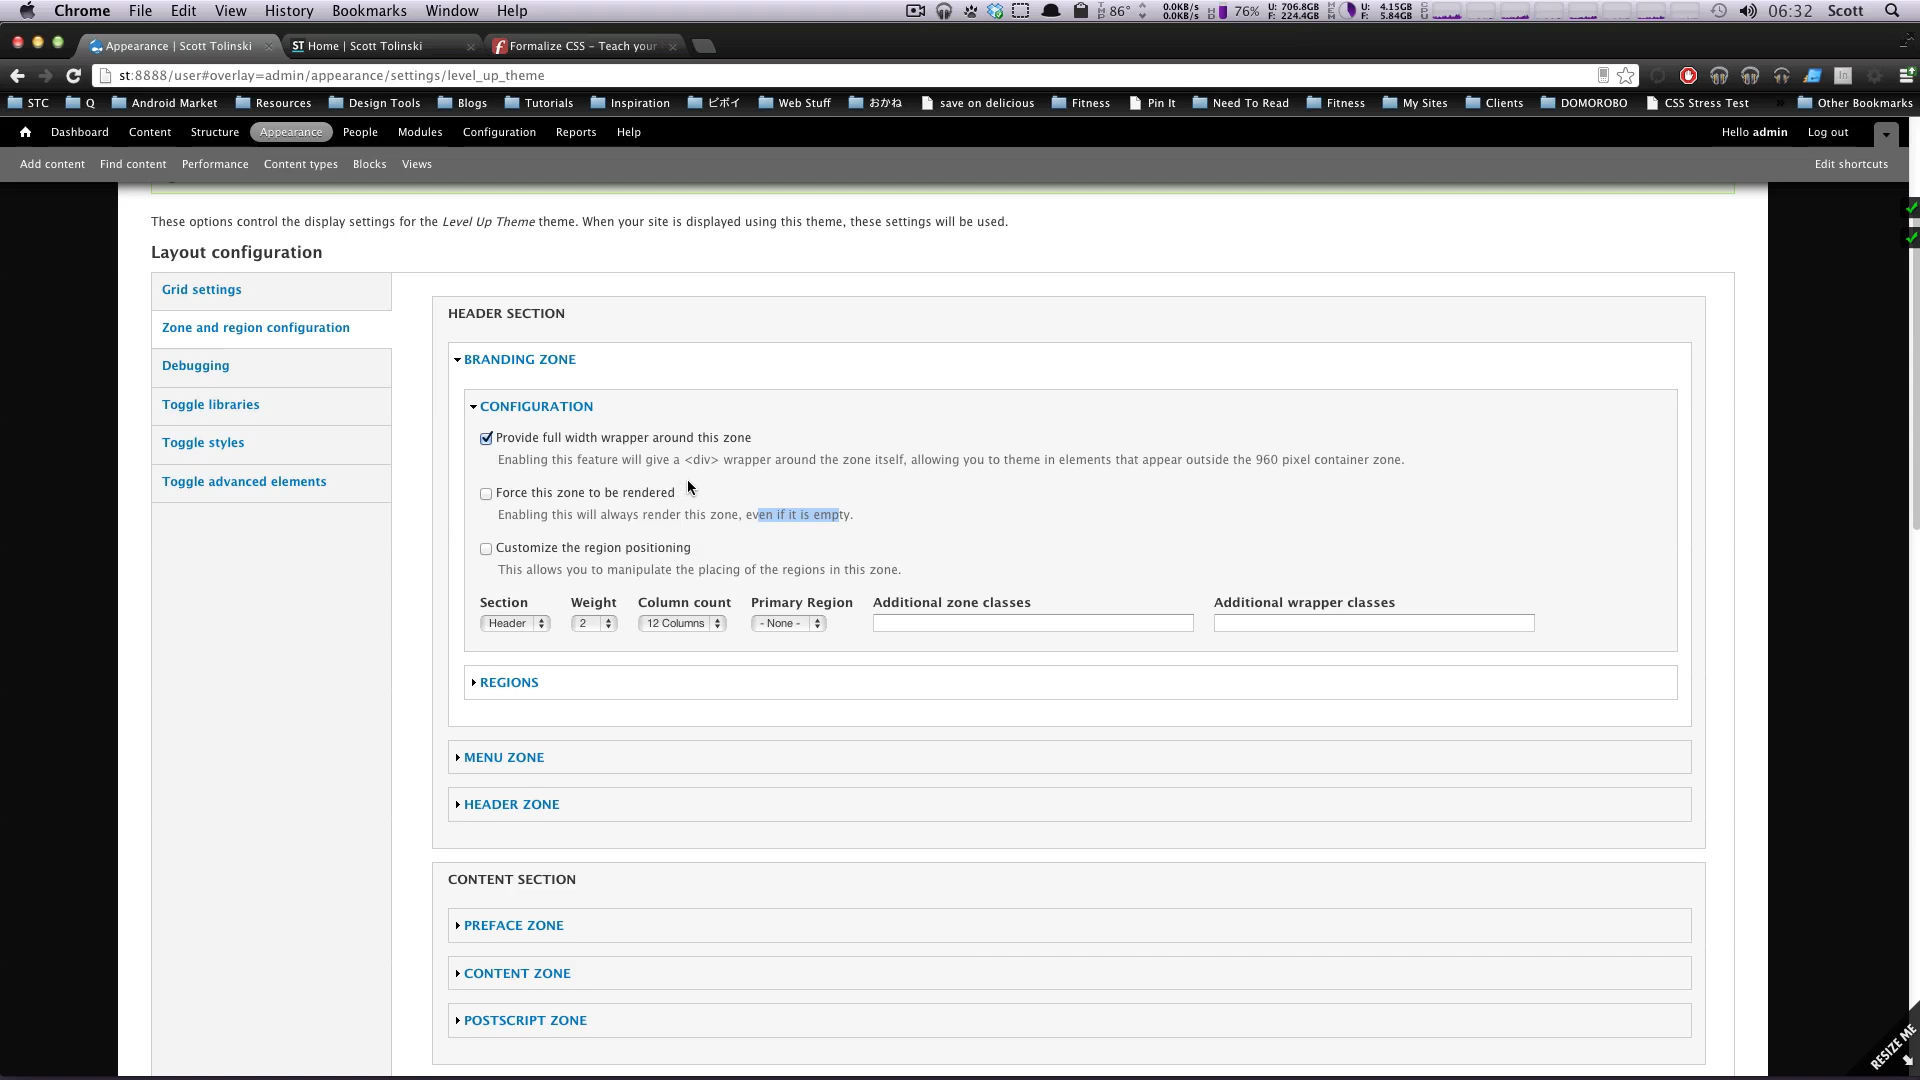 Chrome File Edit View History Bookmarks Window Help 86° 0.0KB/s 0.0KB/s 76% U: 706.8GB F: 224.4GB U: 4.15GB F: 5.84GB 06:32 Scott
Appearance | Scott Tolinski ST Home | Scott Tolinski Formalize CSS – Teach your
st:8888/user#overlay=admin/appearance/settings/level_up_theme
STC Q Android Market Resources Design Tools Blogs Tutorials Inspiration ビボイ Web Stuff おかね save on delicious Fitness Pin It Need To Read Fitness My Sites Clients DOMOROBO CSS Stress Test » Other Bookmarks
Dashboard Content Structure Appearance People Modules Configuration Reports Help Hello admin Log out
Add content Find content Performance Content types Blocks Views Edit shortcuts
These options control the display settings for the Level Up Theme theme. When your site is displayed using this theme, these settings will be used.
Layout configuration
Grid settings
Zone and region configuration
Debugging
Toggle libraries
Toggle styles
Toggle advanced elements
HEADER SECTION
BRANDING ZONE
CONFIGURATION
Provide full width wrapper around this zone
Enabling this feature will give a <div> wrapper around the zone itself, allowing you to theme in elements that appear outside the 960 pixel container zone.
Force this zone to be rendered
Enabling this will always render this zone, even if it is empty.
Customize the region positioning
This allows you to manipulate the placing of the regions in this zone.
Section Weight Column count Primary Region Additional zone classes Additional wrapper classes
Header 2 12 Columns - None -
REGIONS
MENU ZONE
HEADER ZONE
CONTENT SECTION
PREFACE ZONE
CONTENT ZONE
POSTSCRIPT ZONE
RESIZE ME